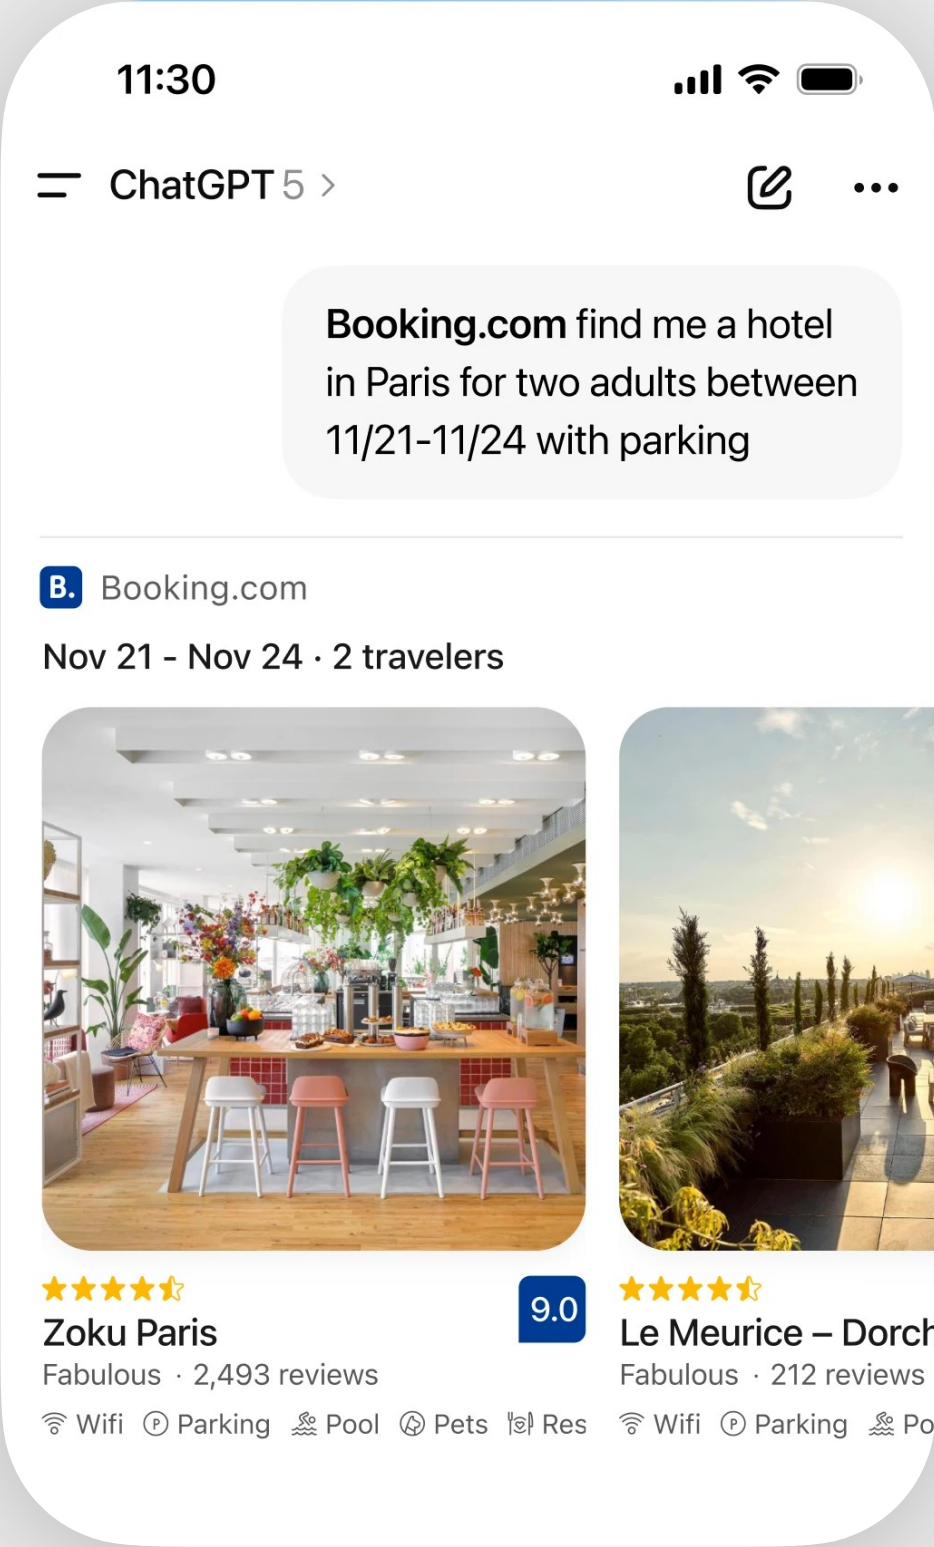 11:30
ChatGPT 5 >
Booking.com find me a hotel
in Paris for two adults between
11/21-11/24 with parking
B. Booking.com
Nov 21 - Nov 24 · 2 travelers
Zoku Paris
9.0
Fabulous · 2,493 reviews
Wifi P Parking Pool Pets Res
Le Meurice – Dorch
Fabulous · 212 reviews
Wifi P Parking Po